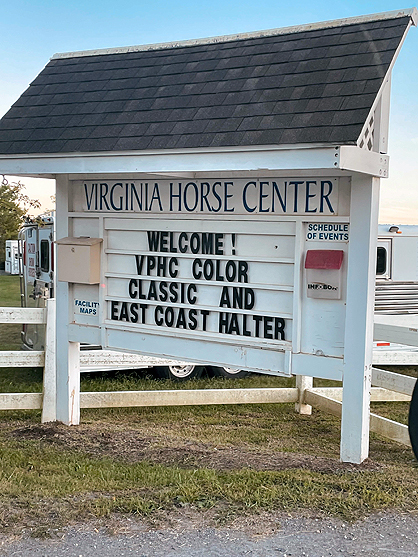 VIRGINIA HORSE CENTER
WELCOME!
VPHC COLOR
CLASSIC AND
EAST COAST HALTER
SCHEDULE
OF EVENTS
INFO BOX
FACILITY
MAPS